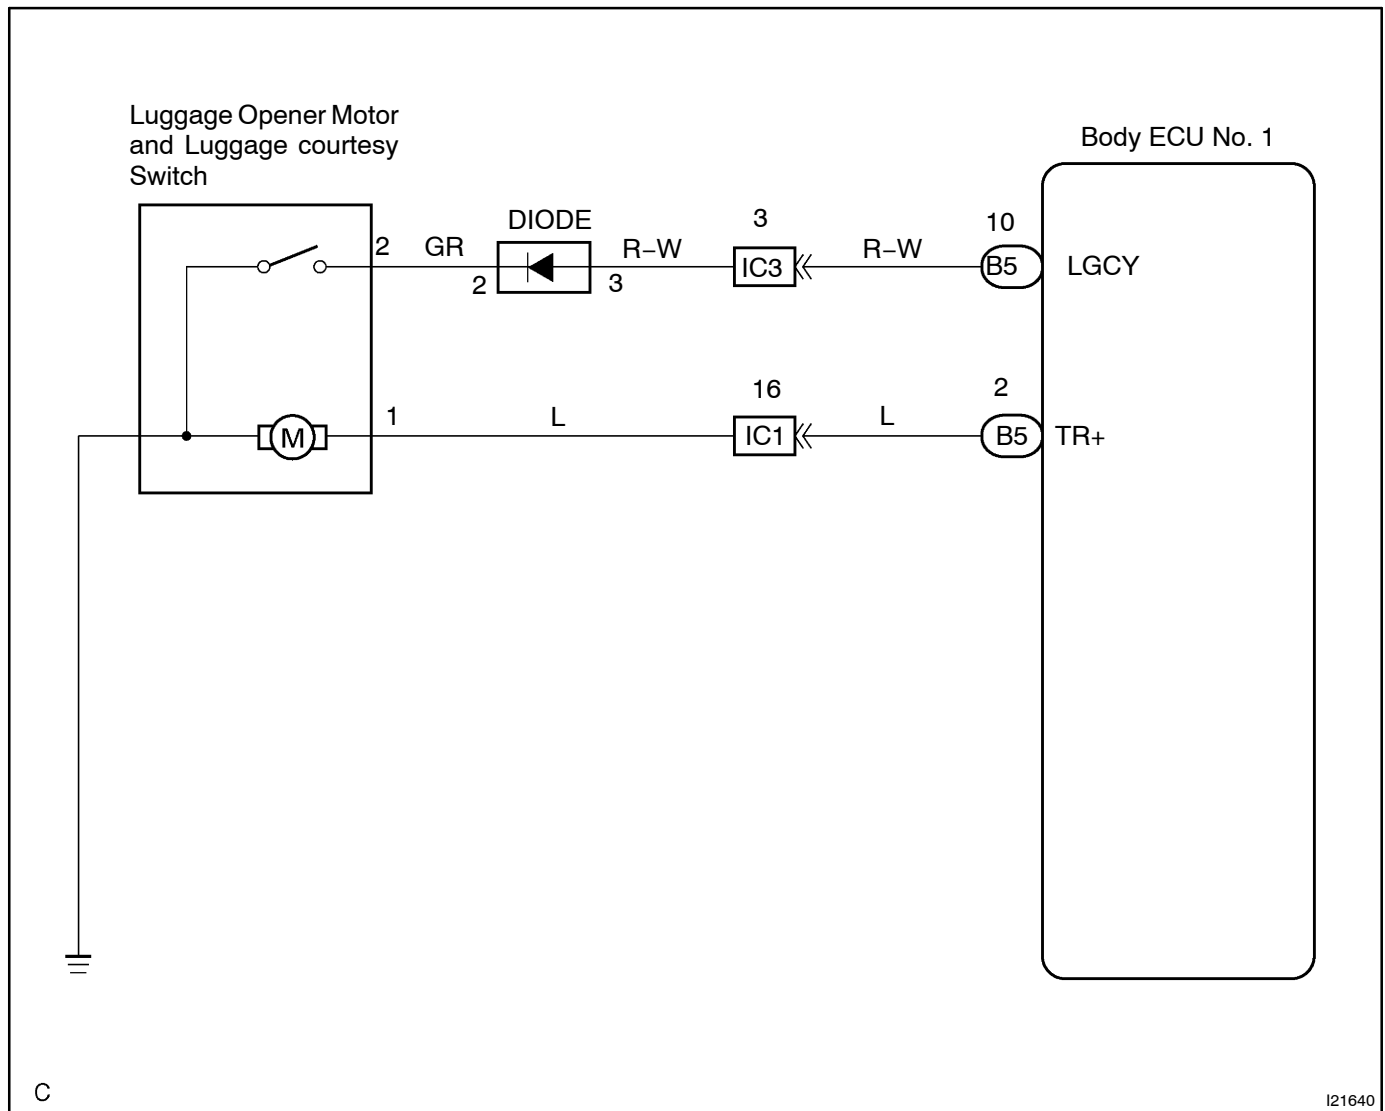 Luggage Opener Motor
and Luggage courtesy
Switch
Body ECU No. 1
DIODE
3
10
2
GR
R−W
IC3
R−W
B5
LGCY
2
3
16
2
1
L
IC1
L
B5
TR+
M
C
I21640